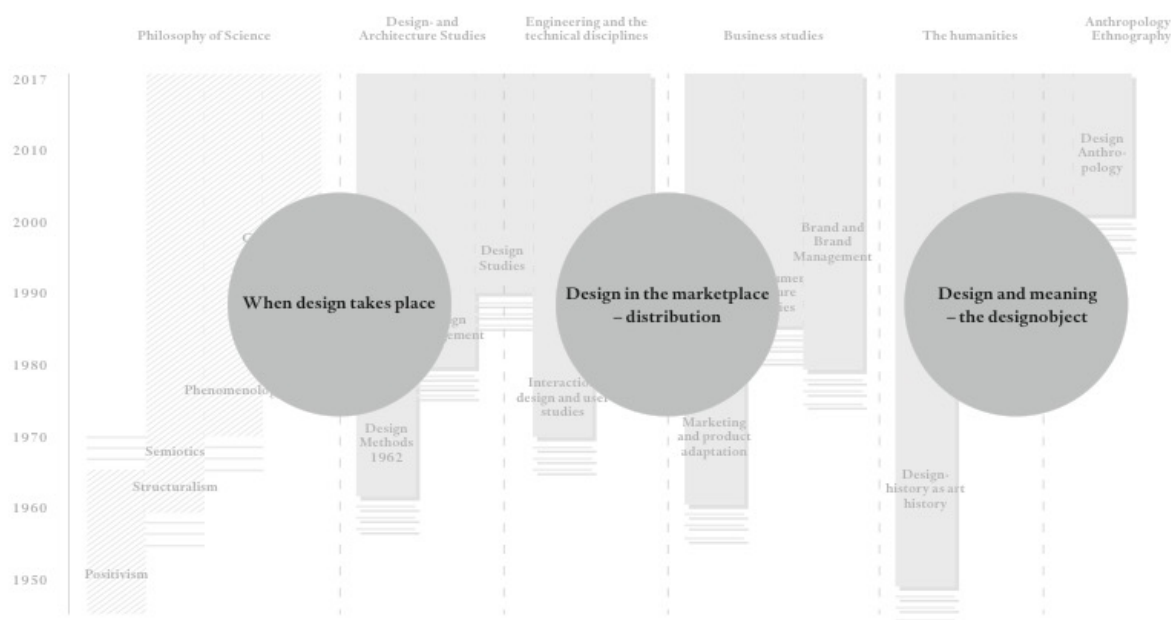 Philosophy of Science
Design- and
Architecture Studies
Engineering and the
technical disciplines
Business studies
The humanities
Anthropology
Ethnography
2017
2010
2000
1990
1980
1970
1960
1950
Design
Anthro-
pology
Brand and
Brand
Management
Design
Studies
When design takes place
Design in the marketplace
– distribution
Design and meaning
– the designobject
Interaction
design and user
studies
Design
Methods
1962
Marketing
and product
adaptation
Semiotics
Structuralism
Positivism
Design-
history as art
history